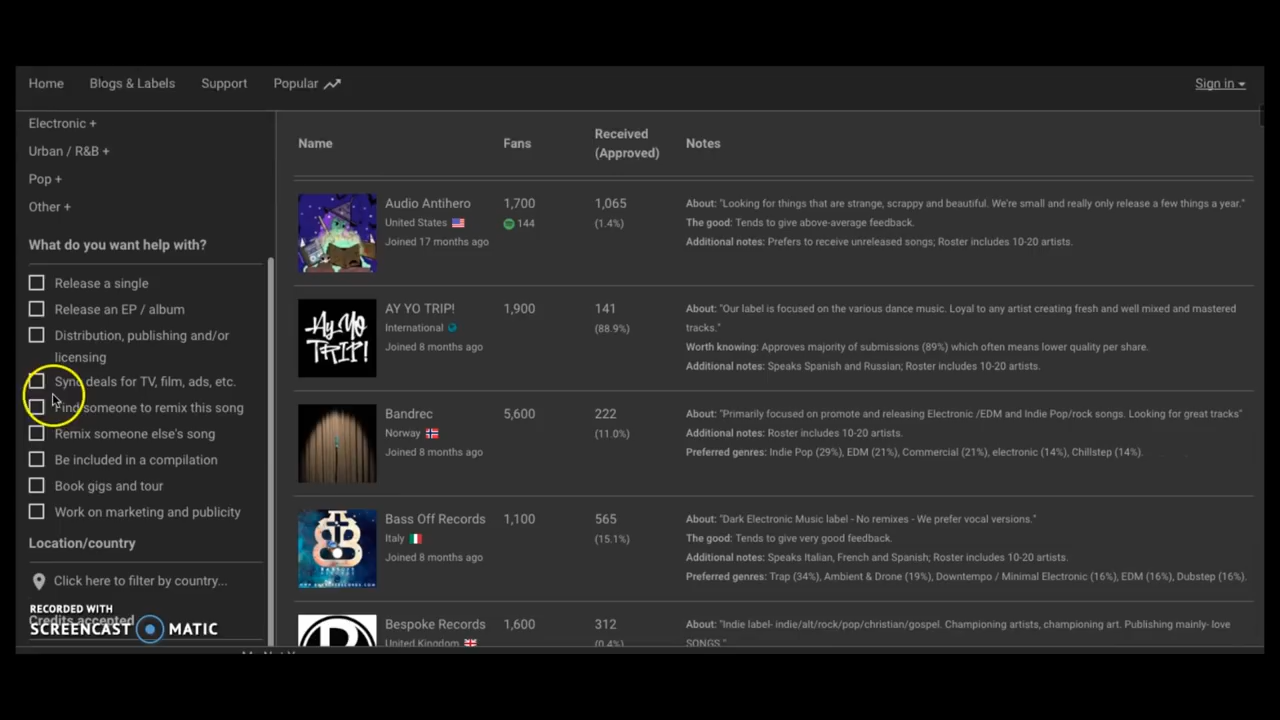 Home
Blogs & Labels
Support
Popular
Sign in
Electronic +
Urban / R&B +
Pop +
Other +
What do you want help with?
Release a single
Release an EP / album
Distribution, publishing and/or
licensing
Sync deals for TV, film, ads, etc.
Find someone to remix this song
Remix someone else's song
Be included in a compilation
Book gigs and tour
Work on marketing and publicity
Location/country
Click here to filter by country...
Credits accepted
RECORDED WITH
SCREENCAST MATIC
Name
Fans
Received
(Approved)
Notes
Audio Antihero
United States
Joined 17 months ago
1,700
144
1,065
(1.4%)
About: "Looking for things that are strange, scrappy and beautiful. We're small and really only release a few things a year."
The good: Tends to give above-average feedback.
Additional notes: Prefers to receive unreleased songs; Roster includes 10-20 artists.
AY YO
TRIP!
AY YO TRIP!
International
Joined 8 months ago
1,900
141
(88.9%)
About: "Our label is focused on the various dance music. Loyal to any artist creating fresh and well mixed and mastered
tracks."
Worth knowing: Approves majority of submissions (89%) which often means lower quality per share.
Additional notes: Speaks Spanish and Russian; Roster includes 10-20 artists.
Bandrec
Norway
Joined 8 months ago
5,600
222
(11.0%)
About: "Primarily focused on promote and releasing Electronic /EDM and Indie Pop/rock songs. Looking for great tracks"
Additional notes: Roster includes 10-20 artists.
Preferred genres: Indie Pop (29%), EDM (21%), Commercial (21%), electronic (14%), Chillstep (14%).
Bass Off Records
Italy
Joined 8 months ago
1,100
565
(15.1%)
About: "Dark Electronic Music label - No remixes - We prefer vocal versions."
The good: Tends to give very good feedback.
Additional notes: Speaks Italian, French and Spanish; Roster includes 10-20 artists.
Preferred genres: Trap (34%), Ambient & Drone (19%), Downtempo / Minimal Electronic (16%), EDM (16%), Dubstep (16%).
Bespoke Records
United Kingdom
1,600
312
(0.4%)
About: "Indie label- indie/alt/rock/pop/christian/gospel. Championing artists, championing art. Publishing mainly- love
SONGS "